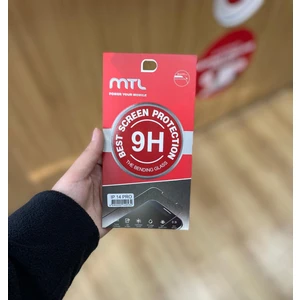 mTL
POWER YOUR MOBILE
BEST SCREEN PROTECTION
9H
THE BENDING GLASS
IP 14 PRO